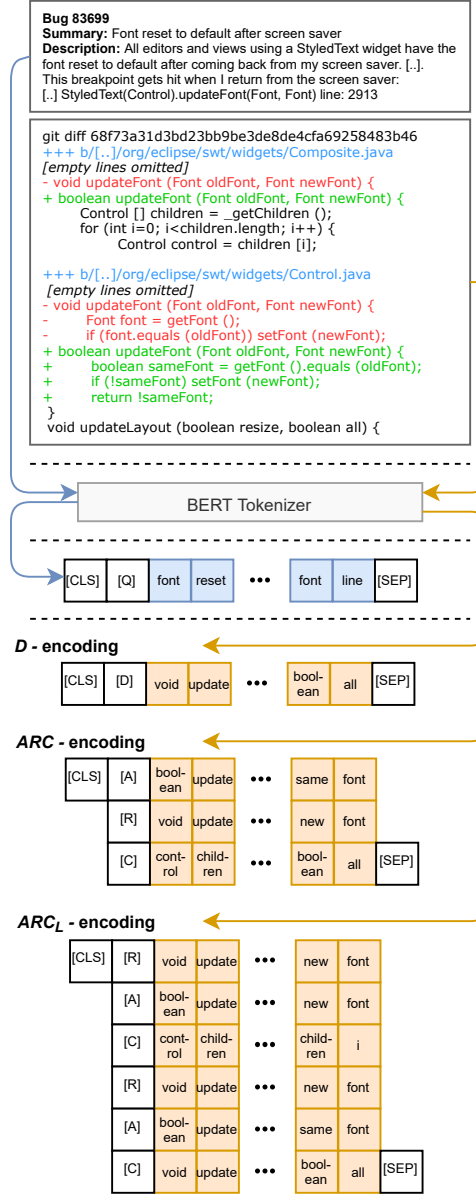 Bug 83699
Summary: Font reset to default after screen saver
Description: All editors and views using a StyledText widget have the
font reset to default after coming back from my screen saver. [..].
This breakpoint gets hit when I return from the screen saver:
[..] StyledText(Control).updateFont(Font, Font) line: 2913
git diff 68f73a31d3bd23bb9be3de8de4cfa69258483b46
+++ b/[..]/org/eclipse/swt/widgets/Composite.java
[empty lines omitted]
- void updateFont (Font oldFont, Font newFont) {
+ boolean updateFont (Font oldFont, Font newFont) {
Control [] children = _getChildren ();
for (int i=0; i<children.length; i++) {
Control control = children [i];
+++ b/[..]/org/eclipse/swt/widgets/Control.java
[empty lines omitted]
- void updateFont (Font oldFont, Font newFont) {
- Font font = getFont ();
- if (font.equals (oldFont)) setFont (newFont);
+ boolean updateFont (Font oldFont, Font newFont) {
+ boolean sameFont = getFont ().equals (oldFont);
+ if (!sameFont) setFont (newFont);
+ return !sameFont;
}
void updateLayout (boolean resize, boolean all) {
BERT Tokenizer
[CLS] [Q] font reset ••• font line [SEP]
D - encoding
[CLS] [D] void update ••• bool-
ean all [SEP]
ARC - encoding
[CLS] [A] bool-
ean update ••• same font
[R] void update ••• new font
[C] cont-
rol child-
ren ••• bool-
ean all [SEP]
ARCL - encoding
[CLS] [R] void update ••• new font
[A] bool-
ean update ••• new font
[C] cont-
rol child-
ren ••• child-
ren i
[R] void update ••• new font
[A] bool-
ean update ••• same font
[C] void update ••• bool-
ean all [SEP]